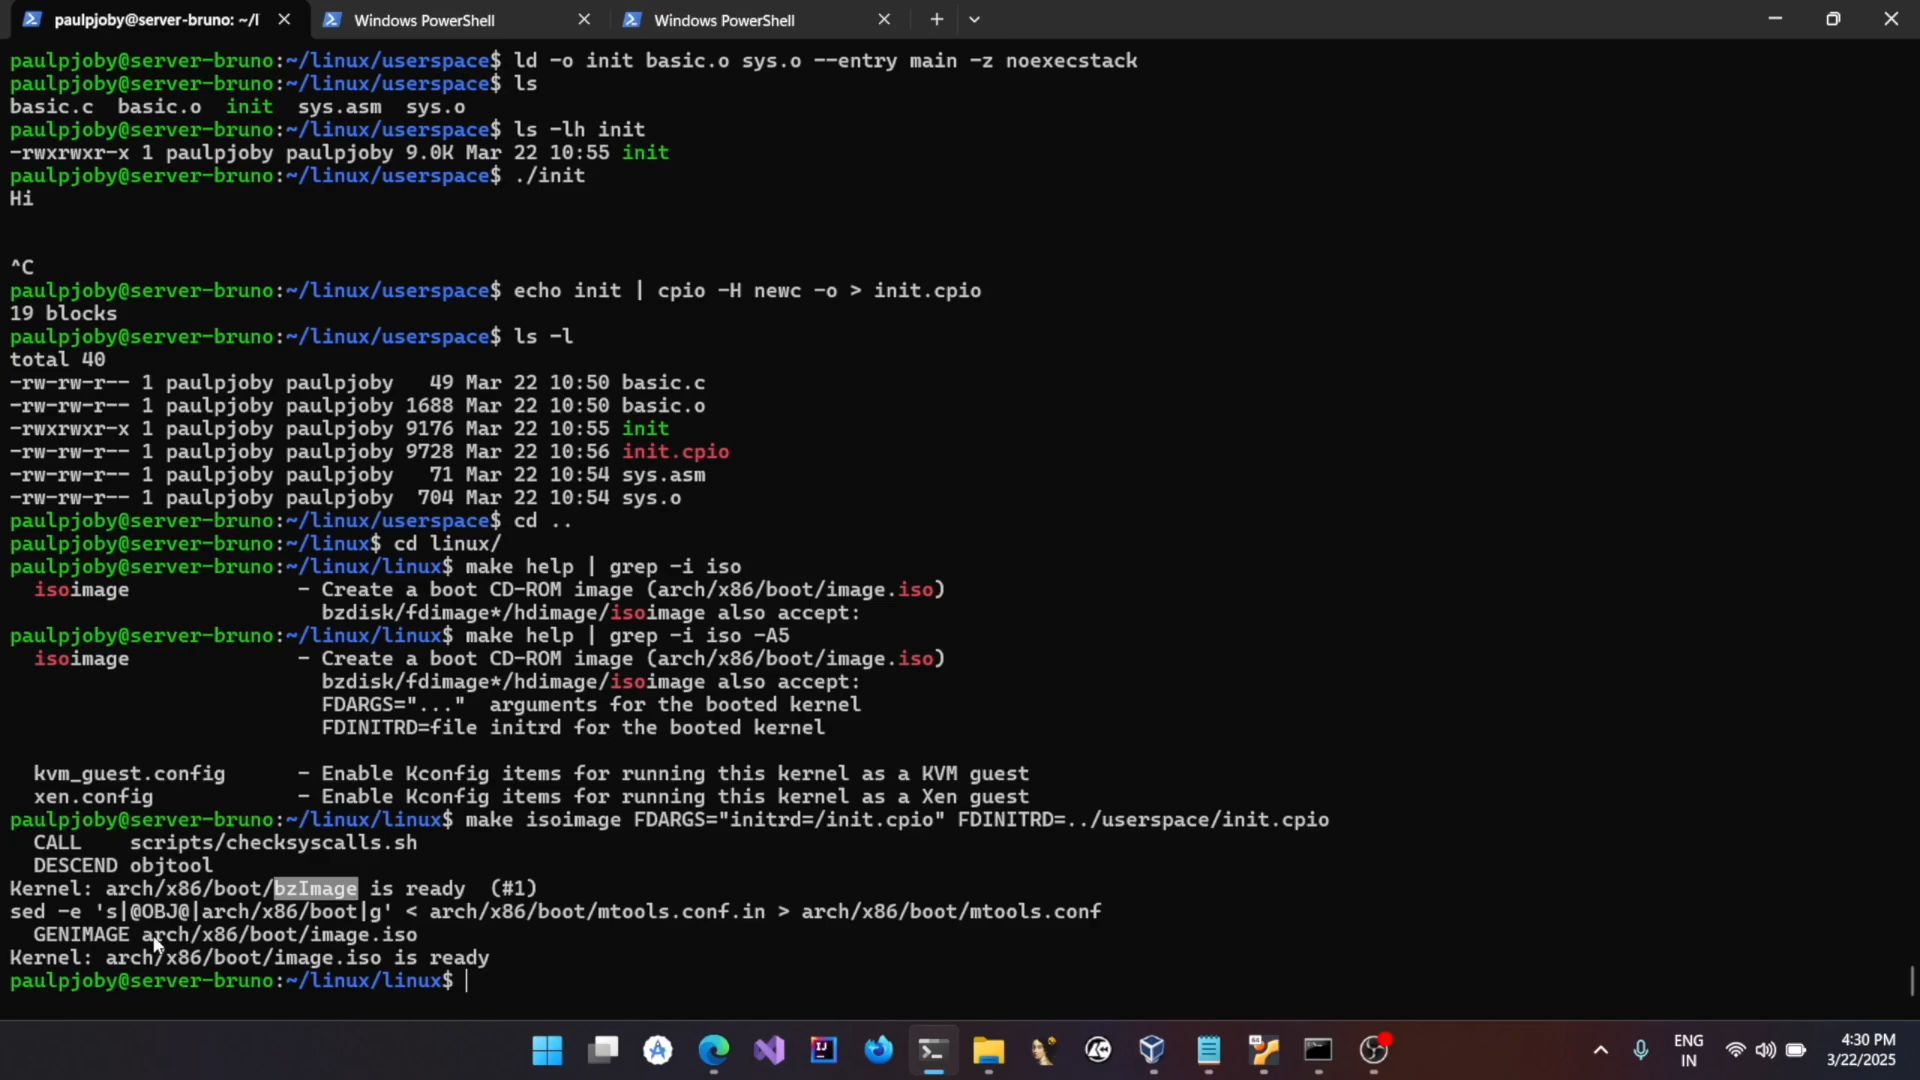 paulpjoby@server-bruno: ~/l
Windows PowerShell
Windows PowerShell
paulpjoby@server-bruno:~/linux/userspace$ ld -o init basic.o sys.o --entry main -z noexecstack
paulpjoby@server-bruno:~/linux/userspace$ ls
basic.c  basic.o  init  sys.asm  sys.o
paulpjoby@server-bruno:~/linux/userspace$ ls -lh init
-rwxrwxr-x 1 paulpjoby paulpjoby 9.0K Mar 22 10:55 init
paulpjoby@server-bruno:~/linux/userspace$ ./init
Hi
^C
paulpjoby@server-bruno:~/linux/userspace$ echo init | cpio -H newc -o > init.cpio
19 blocks
paulpjoby@server-bruno:~/linux/userspace$ ls -l
total 40
-rw-rw-r-- 1 paulpjoby paulpjoby   49 Mar 22 10:50 basic.c
-rw-rw-r-- 1 paulpjoby paulpjoby 1688 Mar 22 10:50 basic.o
-rwxrwxr-x 1 paulpjoby paulpjoby 9176 Mar 22 10:55 init
-rw-rw-r-- 1 paulpjoby paulpjoby 9728 Mar 22 10:56 init.cpio
-rw-rw-r-- 1 paulpjoby paulpjoby   71 Mar 22 10:54 sys.asm
-rw-rw-r-- 1 paulpjoby paulpjoby  704 Mar 22 10:54 sys.o
paulpjoby@server-bruno:~/linux/userspace$ cd ..
paulpjoby@server-bruno:~/linux$ cd linux/
paulpjoby@server-bruno:~/linux/linux$ make help | grep -i iso
  isoimage              - Create a boot CD-ROM image (arch/x86/boot/image.iso)
                          bzdisk/fdimage*/hdimage/isoimage also accept:
paulpjoby@server-bruno:~/linux/linux$ make help | grep -i iso -A5
  isoimage              - Create a boot CD-ROM image (arch/x86/boot/image.iso)
                          bzdisk/fdimage*/hdimage/isoimage also accept:
                          FDARGS="..."  arguments for the booted kernel
                          FDINITRD=file initrd for the booted kernel
  kvm_guest.config      - Enable Kconfig items for running this kernel as a KVM guest
  xen.config            - Enable Kconfig items for running this kernel as a Xen guest
paulpjoby@server-bruno:~/linux/linux$ make isoimage FDARGS="initrd=/init.cpio" FDINITRD=../userspace/init.cpio
  CALL    scripts/checksyscalls.sh
  DESCEND objtool
Kernel: arch/x86/boot/bzImage is ready  (#1)
sed -e 's|@OBJ@|arch/x86/boot|g' < arch/x86/boot/mtools.conf.in > arch/x86/boot/mtools.conf
  GENIMAGE arch/x86/boot/image.iso
Kernel: arch/x86/boot/image.iso is ready
paulpjoby@server-bruno:~/linux/linux$
ENG
IN
4:30 PM
3/22/2025